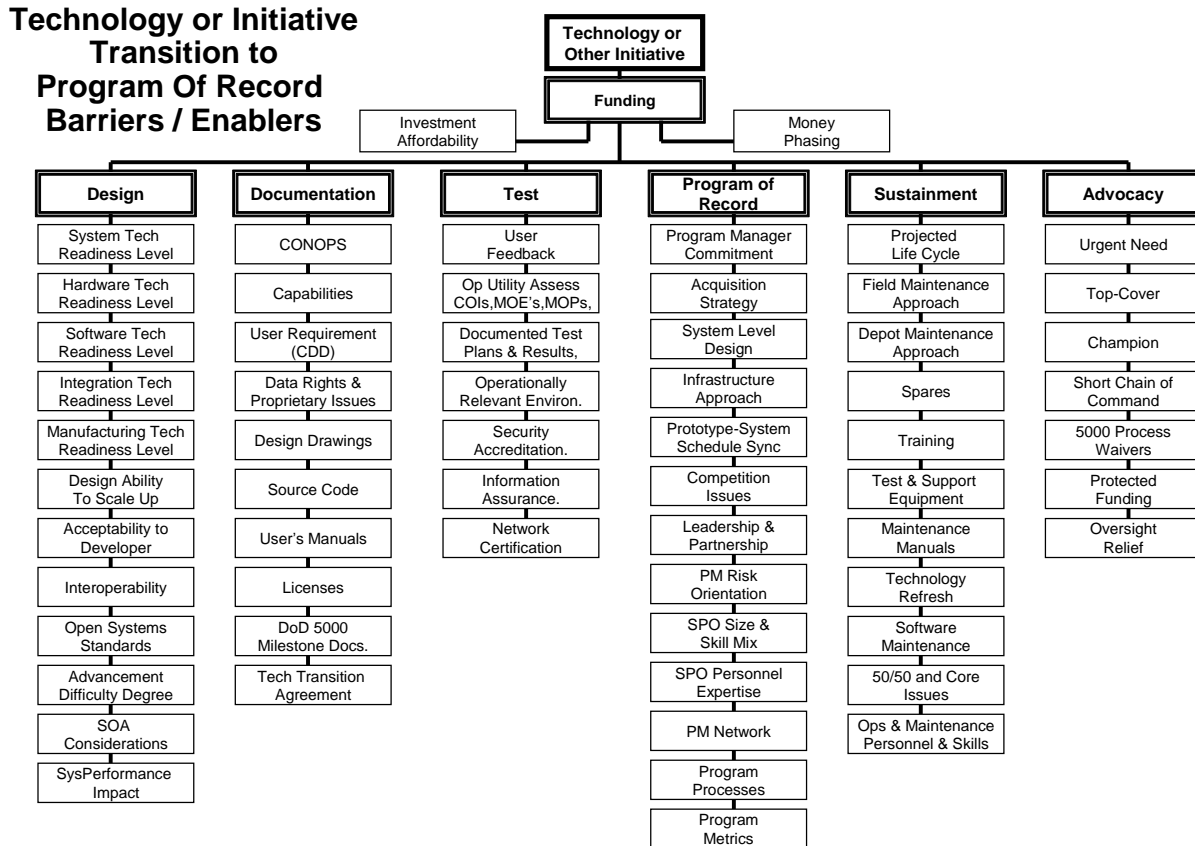 Technology or Initiative
Transition to
Program Of Record
Barriers / Enablers
Technology or
Other Initiative
Funding
Investment
Affordability
Money
Phasing
Design
System Tech
Readiness Level
Hardware Tech
Readiness Level
Software Tech
Readiness Level
Integration Tech
Readiness Level
Manufacturing Tech
Readiness Level
Design Ability
To Scale Up
Acceptability to
Developer
Interoperability
Open Systems
Standards
Advancement
Difficulty Degree
SOA
Considerations
SysPerformance
Impact
Documentation
CONOPS
Capabilities
User Requirement
(CDD)
Data Rights &
Proprietary Issues
Design Drawings
Source Code
User's Manuals
Licenses
DoD 5000
Milestone Docs.
Tech Transition
Agreement
Test
User
Feedback
Op Utility Assess
COIs,MOE's,MOPs,
Documented Test
Plans & Results,
Operationally
Relevant Environ.
Security
Accreditation.
Information
Assurance.
Network
Certification
Program of
Record
Program Manager
Commitment
Acquisition
Strategy
System Level
Design
Infrastructure
Approach
Prototype-System
Schedule Sync
Competition
Issues
Leadership &
Partnership
PM Risk
Orientation
SPO Size &
Skill Mix
SPO Personnel
Expertise
PM Network
Program
Processes
Program
Metrics
Sustainment
Projected
Life Cycle
Field Maintenance
Approach
Depot Maintenance
Approach
Spares
Training
Test & Support
Equipment
Maintenance
Manuals
Technology
Refresh
Software
Maintenance
50/50 and Core
Issues
Ops & Maintenance
Personnel & Skills
Advocacy
Urgent Need
Top-Cover
Champion
Short Chain of
Command
5000 Process
Waivers
Protected
Funding
Oversight
Relief